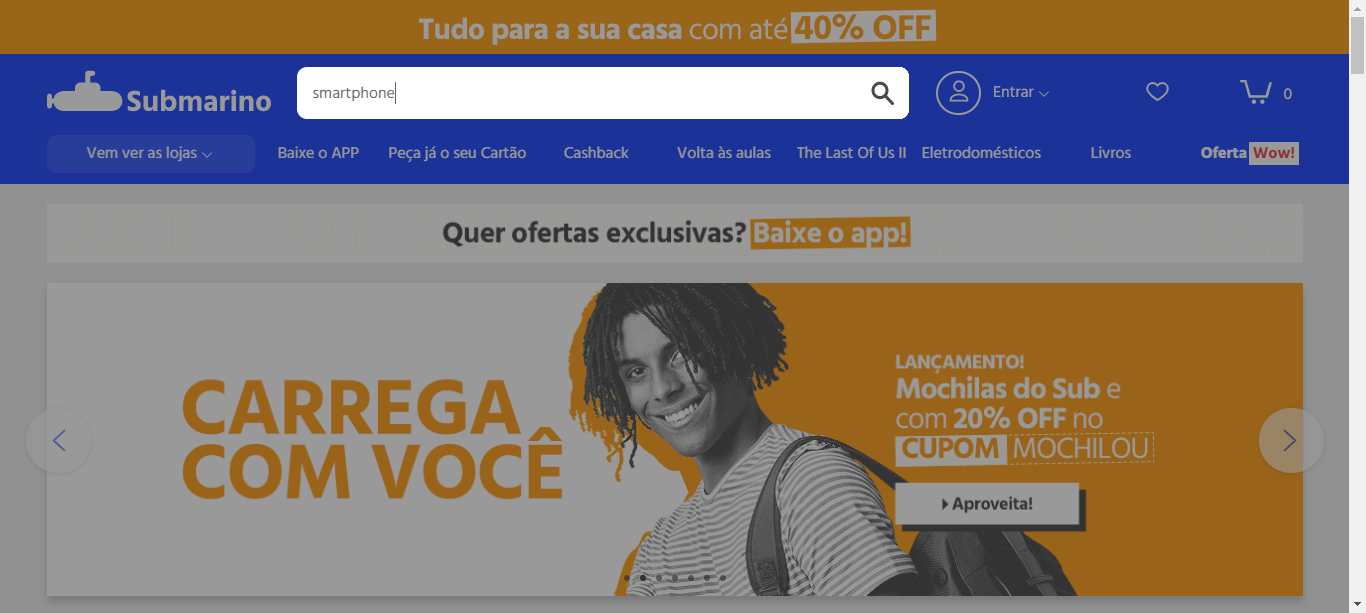 Tudo para a sua casa com até 40% OFF
Submarino
smartphone
Entrar
0
Vem ver as lojas
Baixe o APP
Peça já o seu Cartão
Cashback
Volta às aulas
The Last Of Us II
Eletrodomésticos
Livros
Oferta Wow!
Quer ofertas exclusivas? Baixe o app!
CARREGA
COM VOCÊ
LANÇAMENTO!
Mochilas do Sub e
com 20% OFF no
CUPOM MOCHILOU
Aproveita!